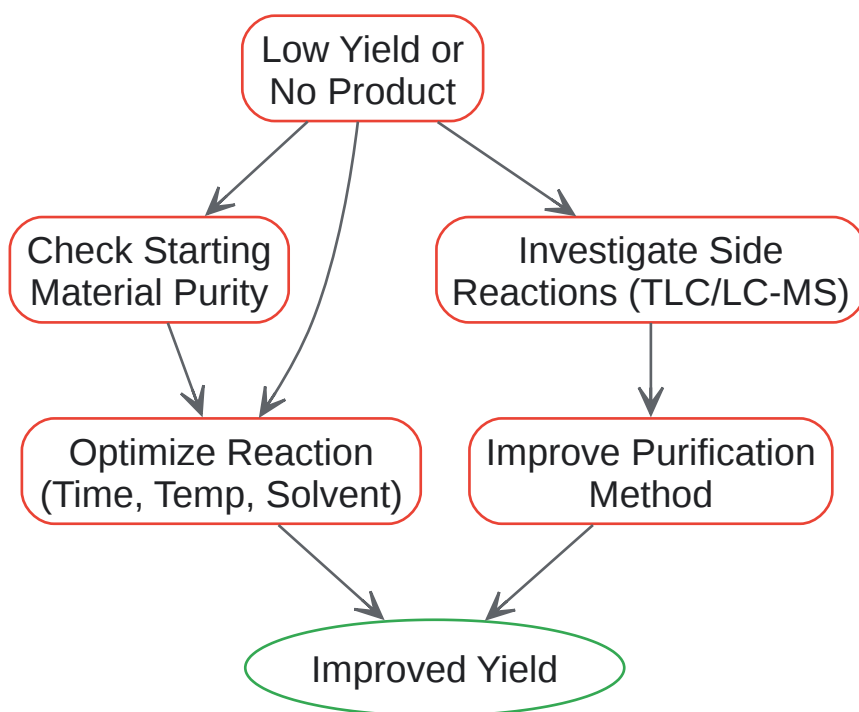 Low Yield or
No Product
Check Starting
Material Purity
Investigate Side
Reactions (TLC/LC-MS)
Optimize Reaction
(Time, Temp, Solvent)
Improve Purification
Method
Improved Yield